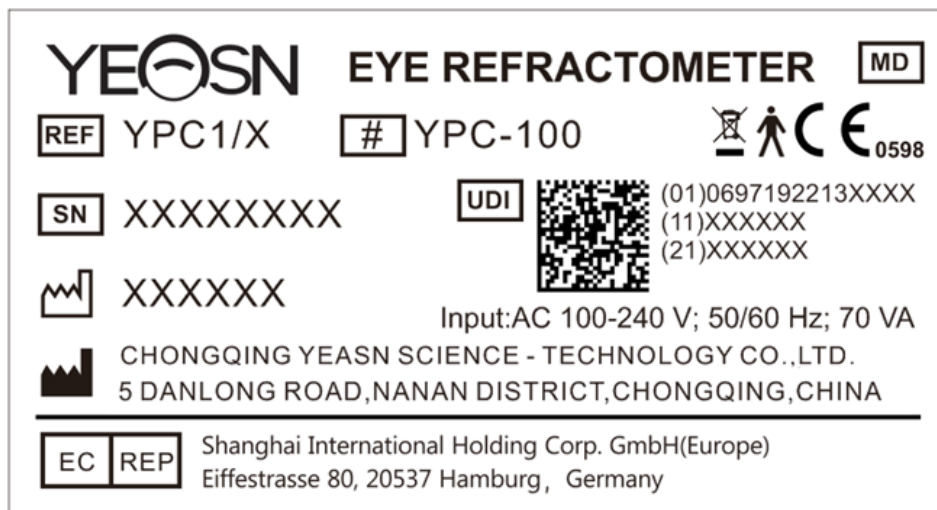 YEASN EYE REFRACTOMETER MD
REF YPC1/X # YPC-100 CE 0598
SN XXXXXXXX UDI (01)0697192213XXXX
(11)XXXXXX
(21)XXXXXX
XXXXXX
Input:AC 100-240 V; 50/60 Hz; 70 VA
CHONGQING YEASN SCIENCE - TECHNOLOGY CO.,LTD.
5 DANLONG ROAD,NANAN DISTRICT,CHONGQING,CHINA
EC REP Shanghai International Holding Corp. GmbH(Europe)
Eiffestrasse 80, 20537 Hamburg, Germany